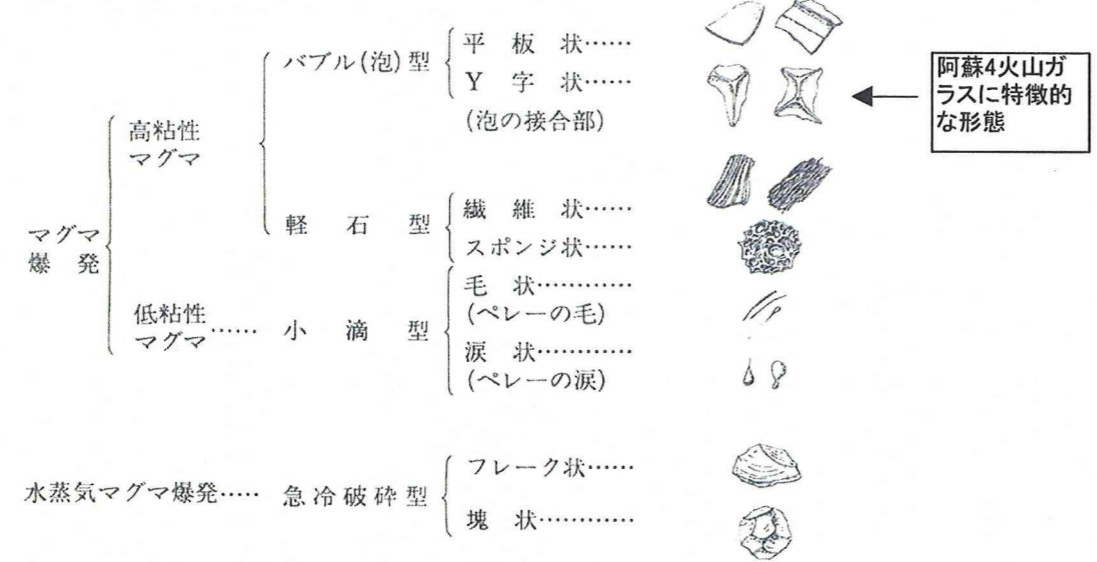 バブル(泡)型
平板状……
Y字状……
(泡の接合部)
阿蘇4火山ガ
ラスに特徴的
な形態
高粘性
マグマ
軽石型
繊維状……
スポンジ状……
マグマ
爆発
低粘性
マグマ……
小滴型
毛状…………
(ペレーの毛)
涙状…………
(ペレーの涙)
水蒸気マグマ爆発……
急冷破砕型
フレーク状……
塊状…………